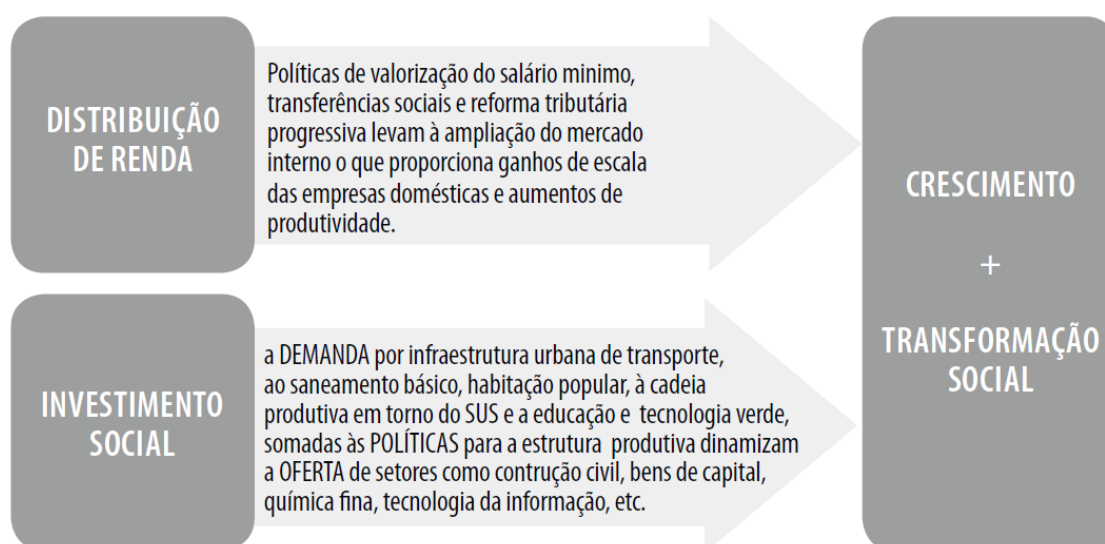 DISTRIBUIÇÃO
DE RENDA
Políticas de valorização do salário minimo,
transferências sociais e reforma tributária
progressiva levam à ampliação do mercado
interno o que proporciona ganhos de escala
das empresas domésticas e aumentos de
produtividade.
INVESTIMENTO
SOCIAL
a DEMANDA por infraestrutura urbana de transporte,
ao saneamento básico, habitação popular, à cadeia
produtiva em torno do SUS e a educação e tecnologia verde,
somadas às POLÍTICAS para a estrutura produtiva dinamizam
a OFERTA de setores como contrução civil, bens de capital,
química fina, tecnologia da informação, etc.
CRESCIMENTO
+
TRANSFORMAÇÃO
SOCIAL